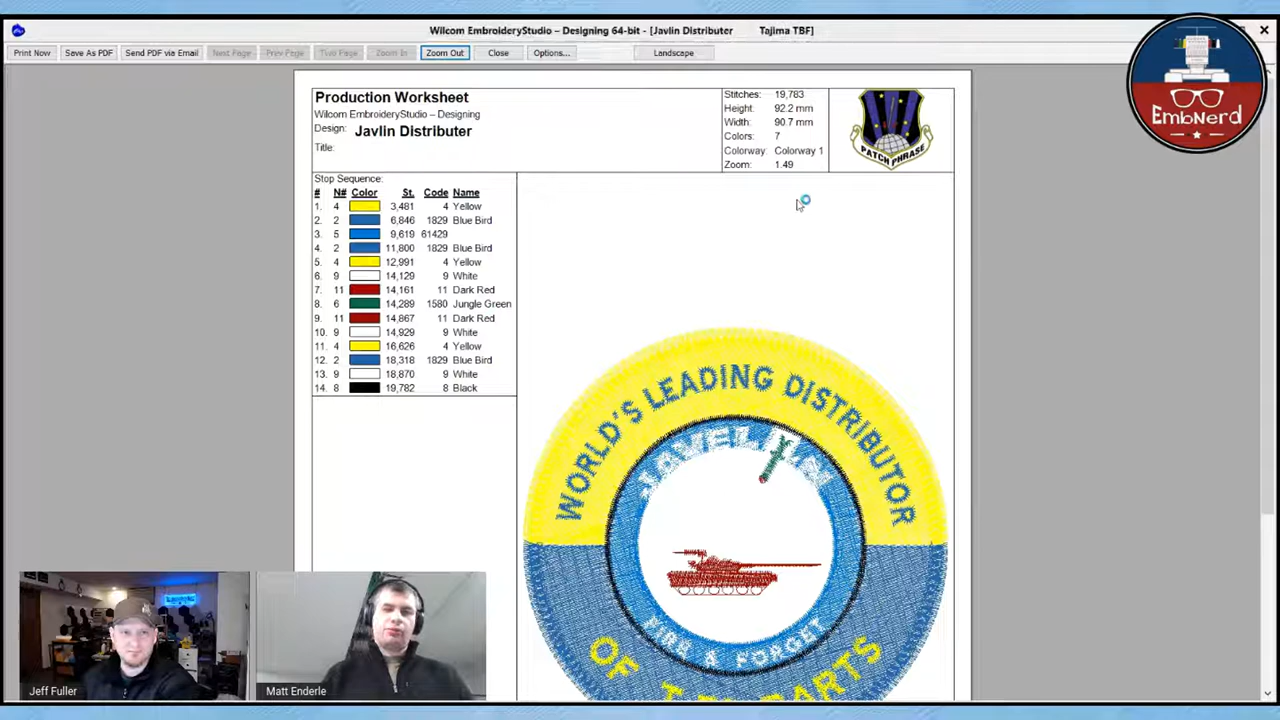 Wilcom EmbroideryStudio – Designing 64-bit - [Javlin Distributer Tajima TBF]
Print Now Save As PDF Send PDF via Email Next Page Prev Page Two Page Zoom In Zoom Out Close Options... Landscape
EmbNerd
Production Worksheet
Wilcom EmbroideryStudio – Designing
Design: Javlin Distributer
Title:
Stitches: 19,783
Height: 92.2 mm
Width: 90.7 mm
Colors: 7
Colorway: Colorway 1
Zoom: 1.49
PATCH PHRASE
Stop Sequence:
# N# Color St. Code Name
1. 4 3,481 4 Yellow
2. 2 6,846 1829 Blue Bird
3. 5 9,619 61429
4. 2 11,800 1829 Blue Bird
5. 4 12,991 4 Yellow
6. 9 14,129 9 White
7. 11 14,161 11 Dark Red
8. 6 14,289 1580 Jungle Green
9. 11 14,867 11 Dark Red
10. 9 14,929 9 White
11. 4 16,626 4 Yellow
12. 2 18,318 1829 Blue Bird
13. 9 18,870 9 White
14. 8 19,782 8 Black
WORLD'S LEADING DISTRIBUTOR
JAVELIN
FIRE & FORGET
OF PARTS
Jeff Fuller
Matt Enderle